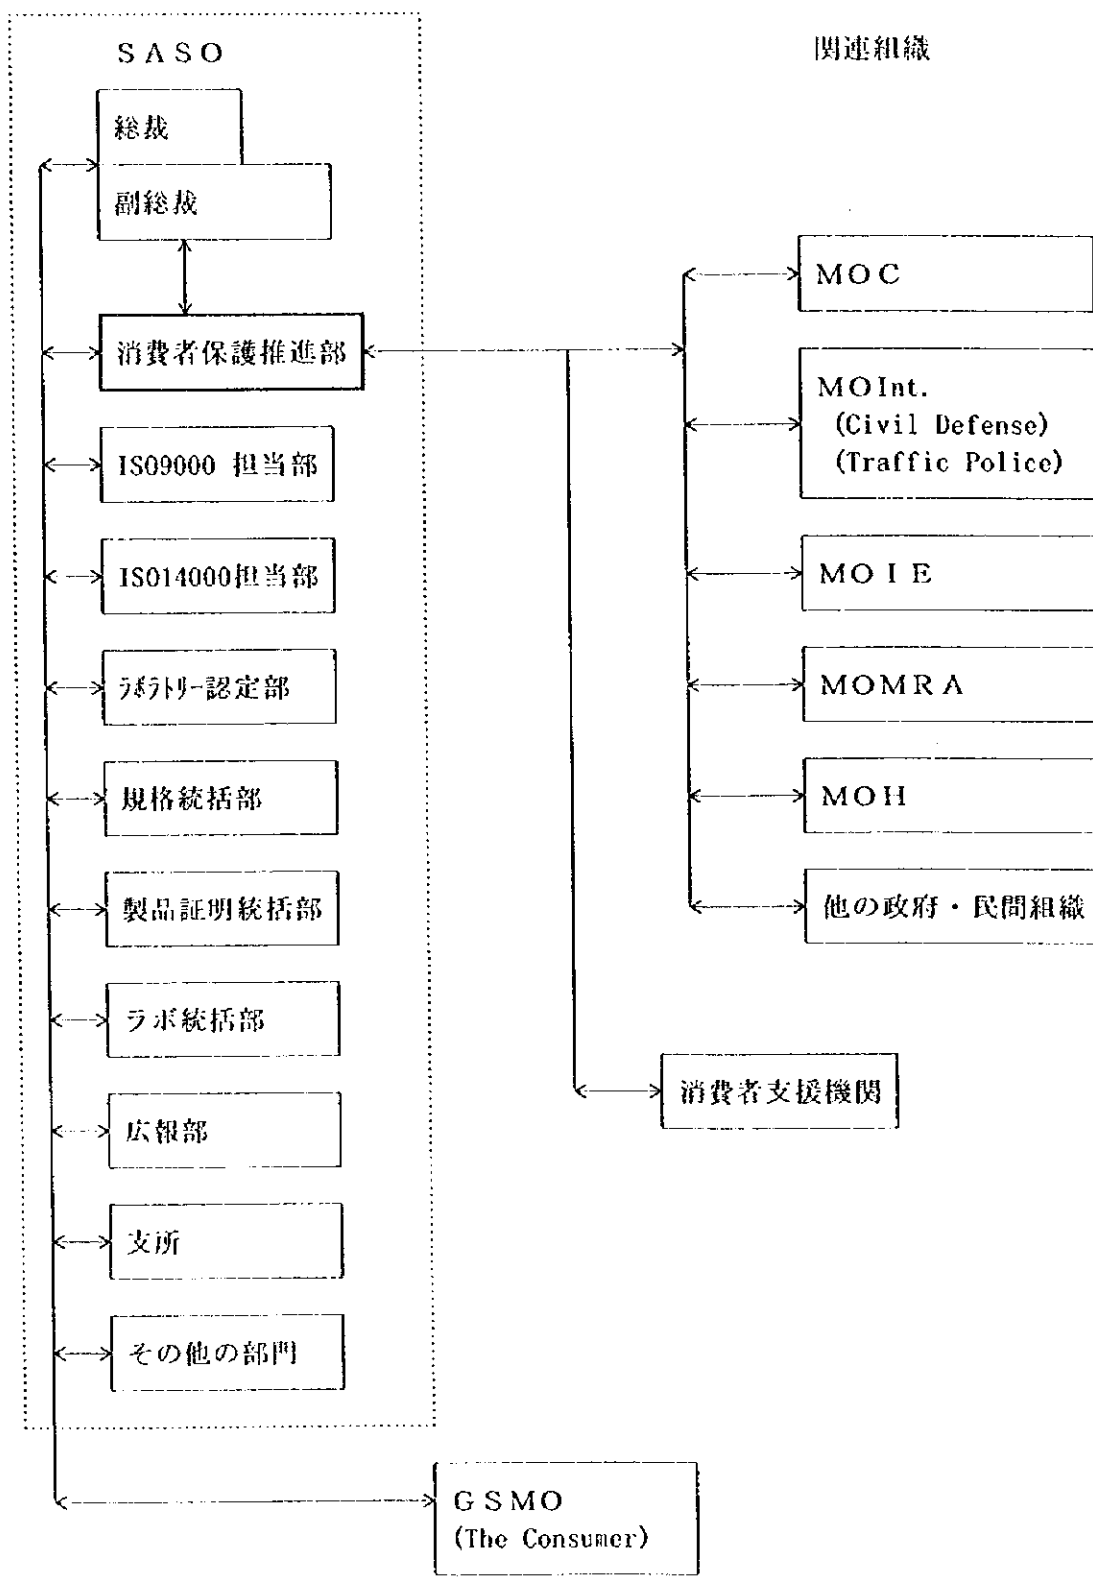 SASO
総裁
副総裁
消費者保護推進部
ISO9000 担当部
ISO14000担当部
ﾗﾎﾞﾗﾄﾘｰ認定部
規格統括部
製品証明統括部
ラボ統括部
広報部
支所
その他の部門
関連組織
MOC
MOInt.
(Civil Defense)
(Traffic Police)
MOIE
MOMRA
MOH
他の政府・民間組織
消費者支援機関
GSMO
(The Consumer)